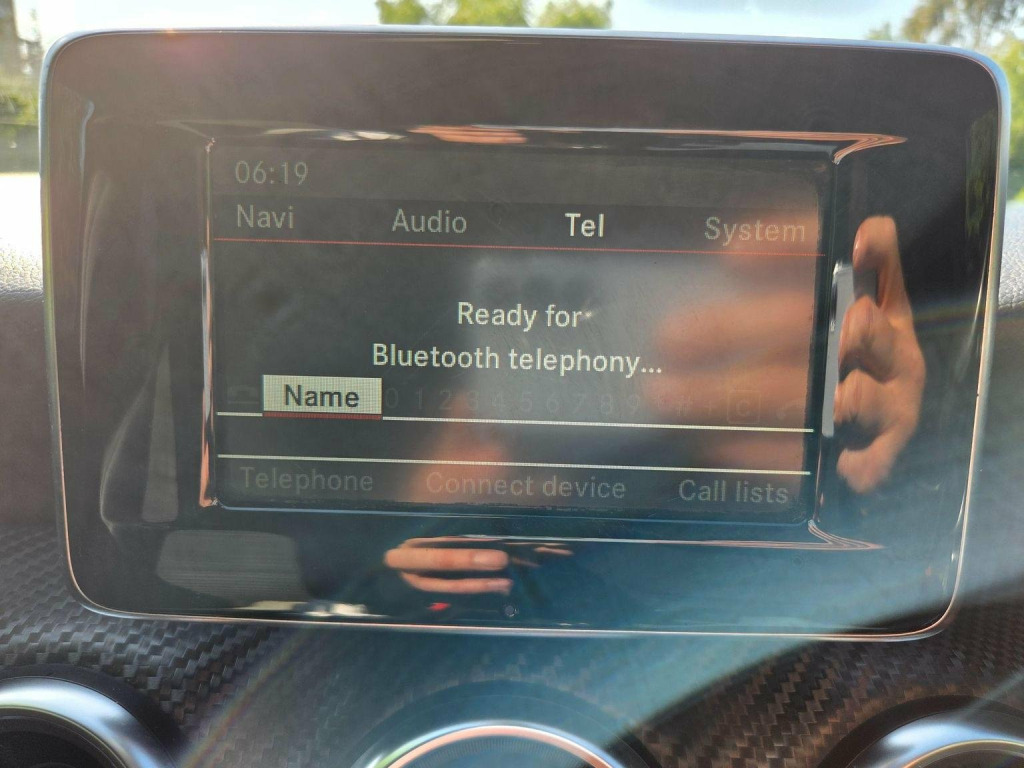 06:19
Navi Audio Tel System
Ready for
Bluetooth telephony...
Name 0 1 2 3 4 5 6 7 8 9 # + C
Telephone Connect device Call lists